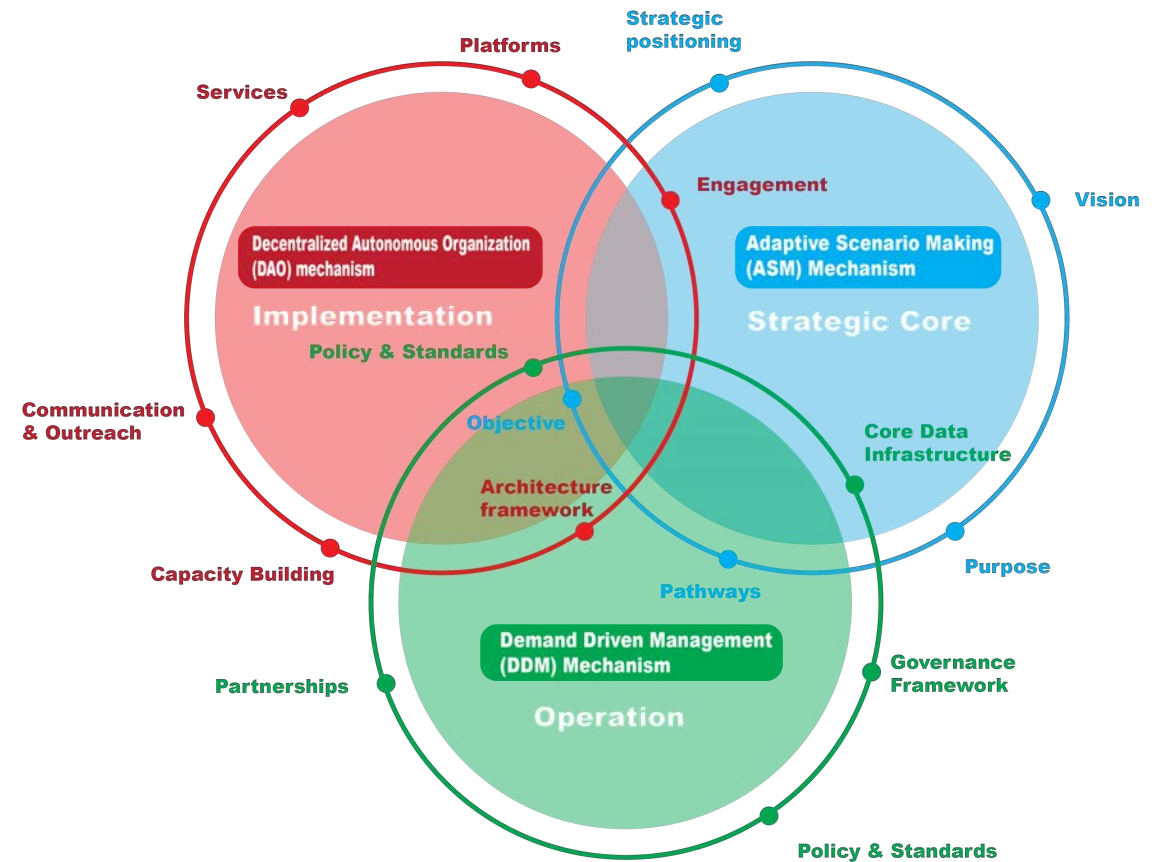 Strategic
positioning
Platforms
Services
Engagement
Vision
Decentralized Autonomous Organization
(DAO) mechanism
Adaptive Scenario Making
(ASM) Mechanism
Implementation
Strategic Core
Policy & Standards
Communication
& Outreach
Objective
Core Data
Infrastructure
Architecture
framework
Capacity Building
Purpose
Pathways
Demand Driven Management
(DDM) Mechanism
Partnerships
Governance
Framework
Operation
Policy & Standards